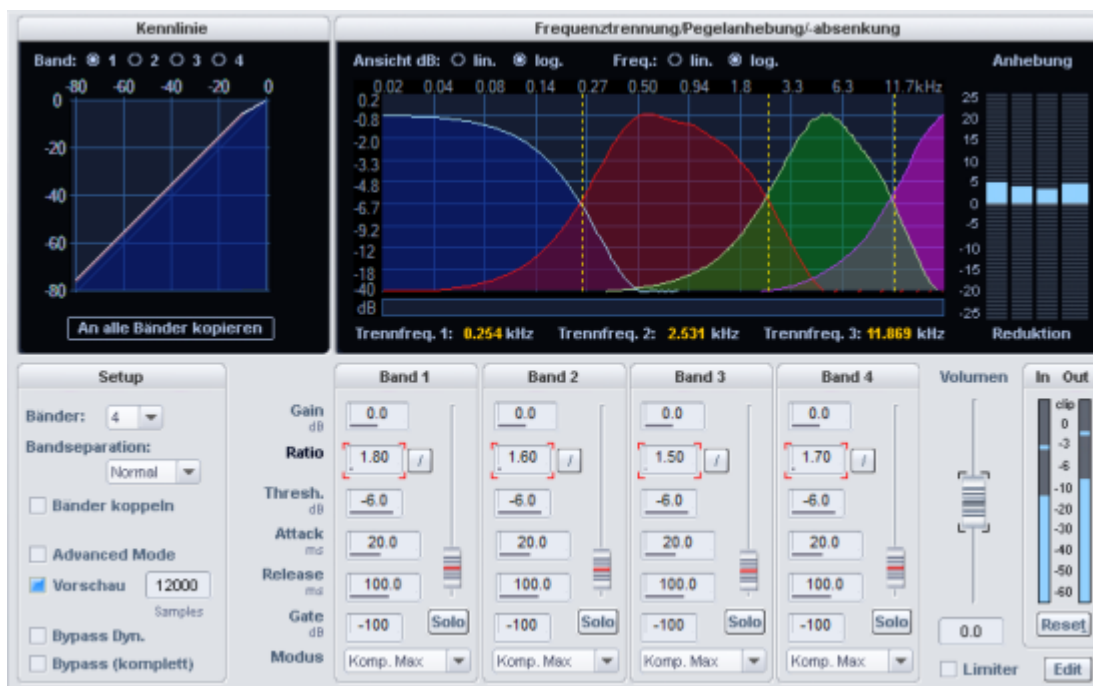 Kennlinie
Band: 1 2 3 4
-80 -60 -40 -20 0
0
-20
-40
-60
-80
An alle Bänder kopieren
Frequenztrennung/Pegelanhebung/-absenkung
Ansicht dB: lin. log. Freq.: lin. log. Anhebung
0.02 0.04 0.08 0.14 0.27 0.50 0.94 1.8 3.3 6.3 11.7kHz
0.2
-0.8
-2.0
-3.3
-4.8
-6.7
-9.2
-12
-18
-40
dB
25
20
15
10
5
0
-5
-10
-15
-20
-25
Trennfreq. 1: 0.254 kHz Trennfreq. 2: 2.531 kHz Trennfreq. 3: 11.869 kHz Reduktion
Setup
Bänder: 4
Bandseparation:
Normal
Bänder koppeln
Advanced Mode
Vorschau 12000
Samples
Bypass Dyn.
Bypass (komplett)
Band 1 Band 2 Band 3 Band 4
Gain dB 0.0 0.0 0.0 0.0
Ratio 1.80 / 1.60 / 1.50 / 1.70 /
Thresh. dB -6.0 -6.0 -6.0 -6.0
Attack ms 20.0 20.0 20.0 20.0
Release ms 100.0 100.0 100.0 100.0
Gate dB -100 Solo -100 Solo -100 Solo -100 Solo
Modus Komp. Max Komp. Max Komp. Max Komp. Max
Volumen
0.0
Limiter
In Out
clip
0
-3
-6
-10
-20
-30
-40
-50
-60
Reset
Edit